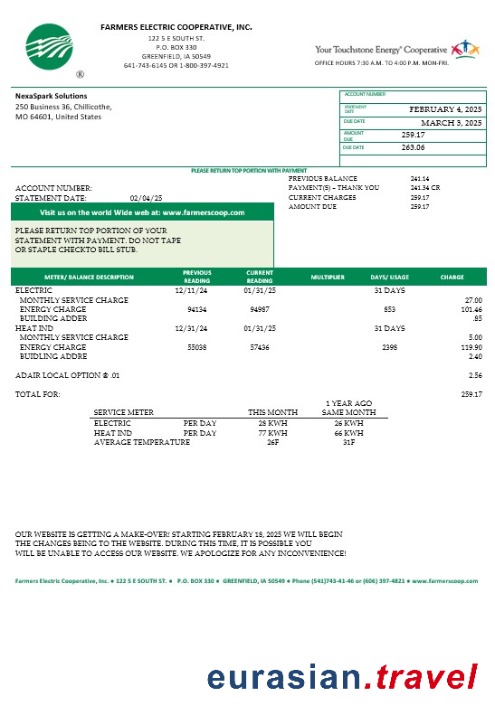 FARMERS ELECTRIC COOPERATIVE, INC.
122 S E SOUTH ST.
P.O. BOX 330
GREENFIELD, IA 50549
641-743-6145 OR 1-800-397-4921
®
Your Touchstone Energy® Cooperative
OFFICE HOURS 7:30 A.M. TO 4:00 P.M. MON-FRI.
NexaSpark Solutions
250 Business 36, Chillicothe,
MO 64601, United States
ACCOUNT NUMBER
STATEMENT DATE FEBRUARY 4, 2025
DUE DATE MARCH 3, 2025
AMOUNT DUE 259.17
DUE DATE 263.06
PLEASE RETURN TOP PORTION WITH PAYMENT
ACCOUNT NUMBER:
STATEMENT DATE: 02/04/25
PREVIOUS BALANCE 241.14
PAYMENT(S) – THANK YOU 241.34 CR
CURRENT CHARGES 259.17
AMOUNT DUE 259.17
Visit us on the world Wide web at: www.farmerscoop.com
PLEASE RETURN TOP PORTION OF YOUR
STATEMENT WITH PAYMENT. DO NOT TAPE
OR STAPLE CHECKTO BILL STUB.
METER/ BALANCE DESCRIPTION PREVIOUS READING CURRENT READING MULTIPLIER DAYS/ USAGE CHARGE
ELECTRIC 12/11/24 01/31/25 31 DAYS
MONTHLY SERVICE CHARGE 27.00
ENERGY CHARGE 94134 94987 853 101.46
BUILDING ADDER .85
HEAT IND 12/31/24 01/31/25 31 DAYS
MONTHLY SERVICE CHARGE 5.00
ENERGY CHARGE 55038 57436 2398 119.90
BUIDLING ADDRE 2.40
ADAIR LOCAL OPTION @ .01 2.56
TOTAL FOR: 259.17
1 YEAR AGO
SERVICE METER THIS MONTH SAME MONTH
ELECTRIC PER DAY 28 KWH 26 KWH
HEAT IND PER DAY 77 KWH 66 KWH
AVERAGE TEMPERATURE 26F 31F
OUR WEBSITE IS GETTING A MAKE-OVER! STARTING FEBRUARY 18, 2025 WE WILL BEGIN
THE CHANGES BEING TO THE WEBSITE. DURING THIS TIME, IT IS POSSIBLE YOU
WILL BE UNABLE TO ACCESS OUR WEBSITE. WE APOLOGIZE FOR ANY INCONVENIENCE!
Farmers Electric Cooperative, Inc. ● 122 S E SOUTH ST. ● P.O. BOX 330 ● GREENFIELD, IA 50549 ● Phone (541)743-41-46 or (606) 397-4821 ● www.farmerscoop.com
eurasian.travel